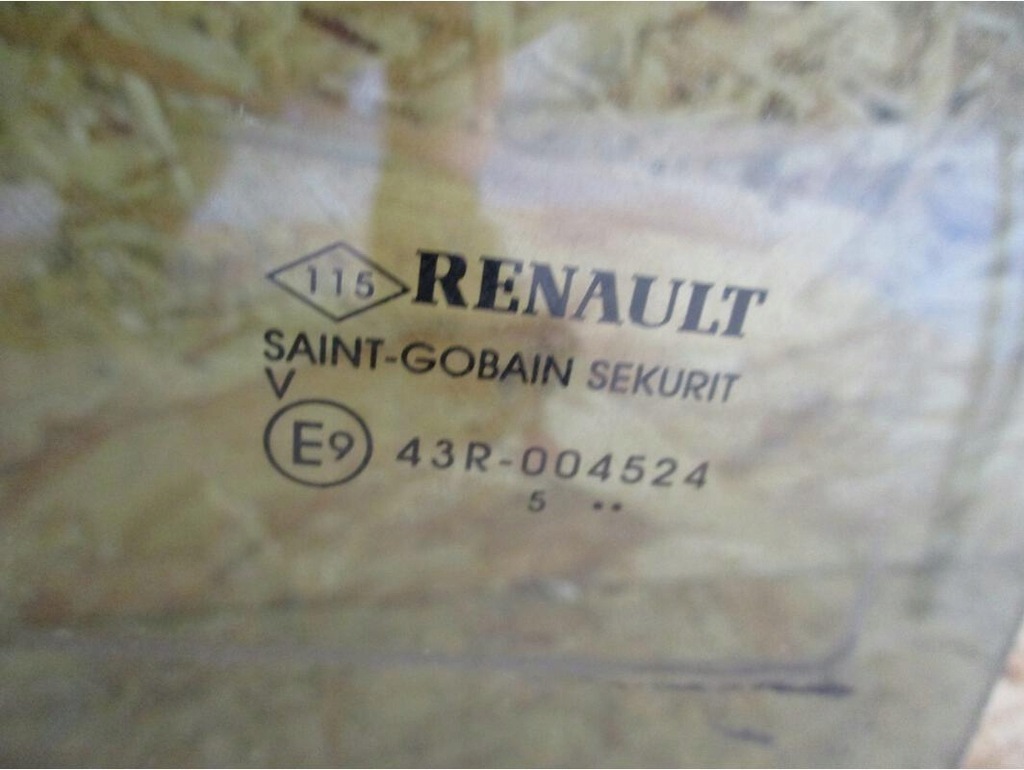 115 RENAULT
SAINT-GOBAIN SEKURIT
V
E9 43R-004524
5 ..